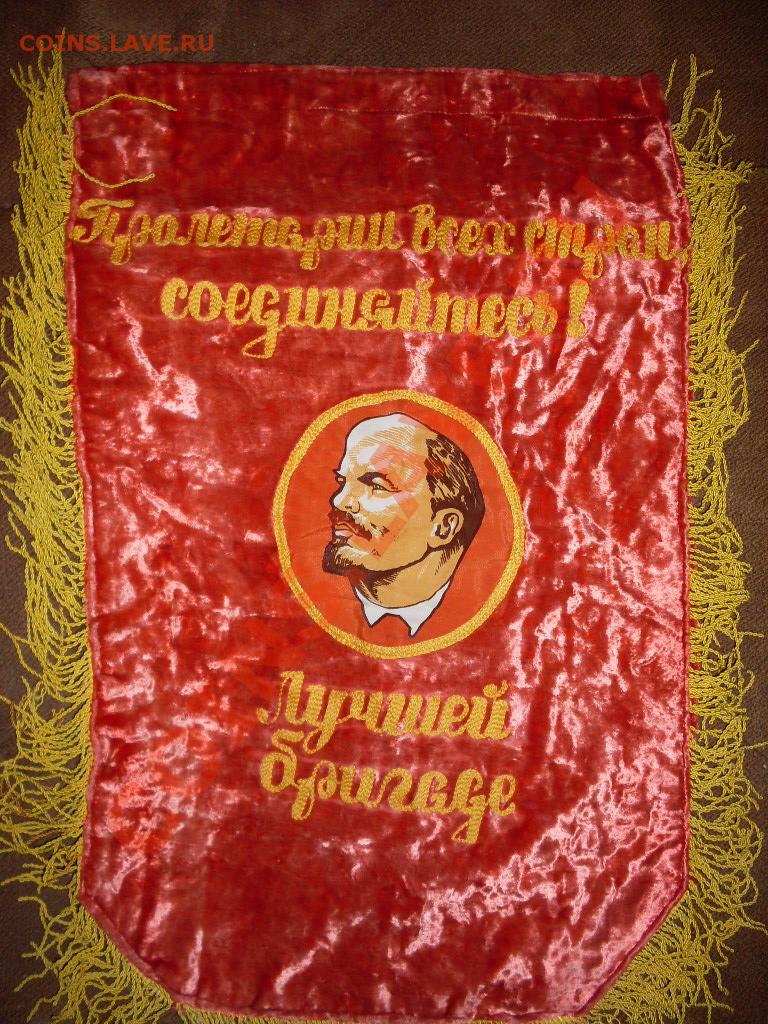 COINS.LAVE.RU
Пролетарии всех стран,
соединяйтесь!
Лучшей
бригаде